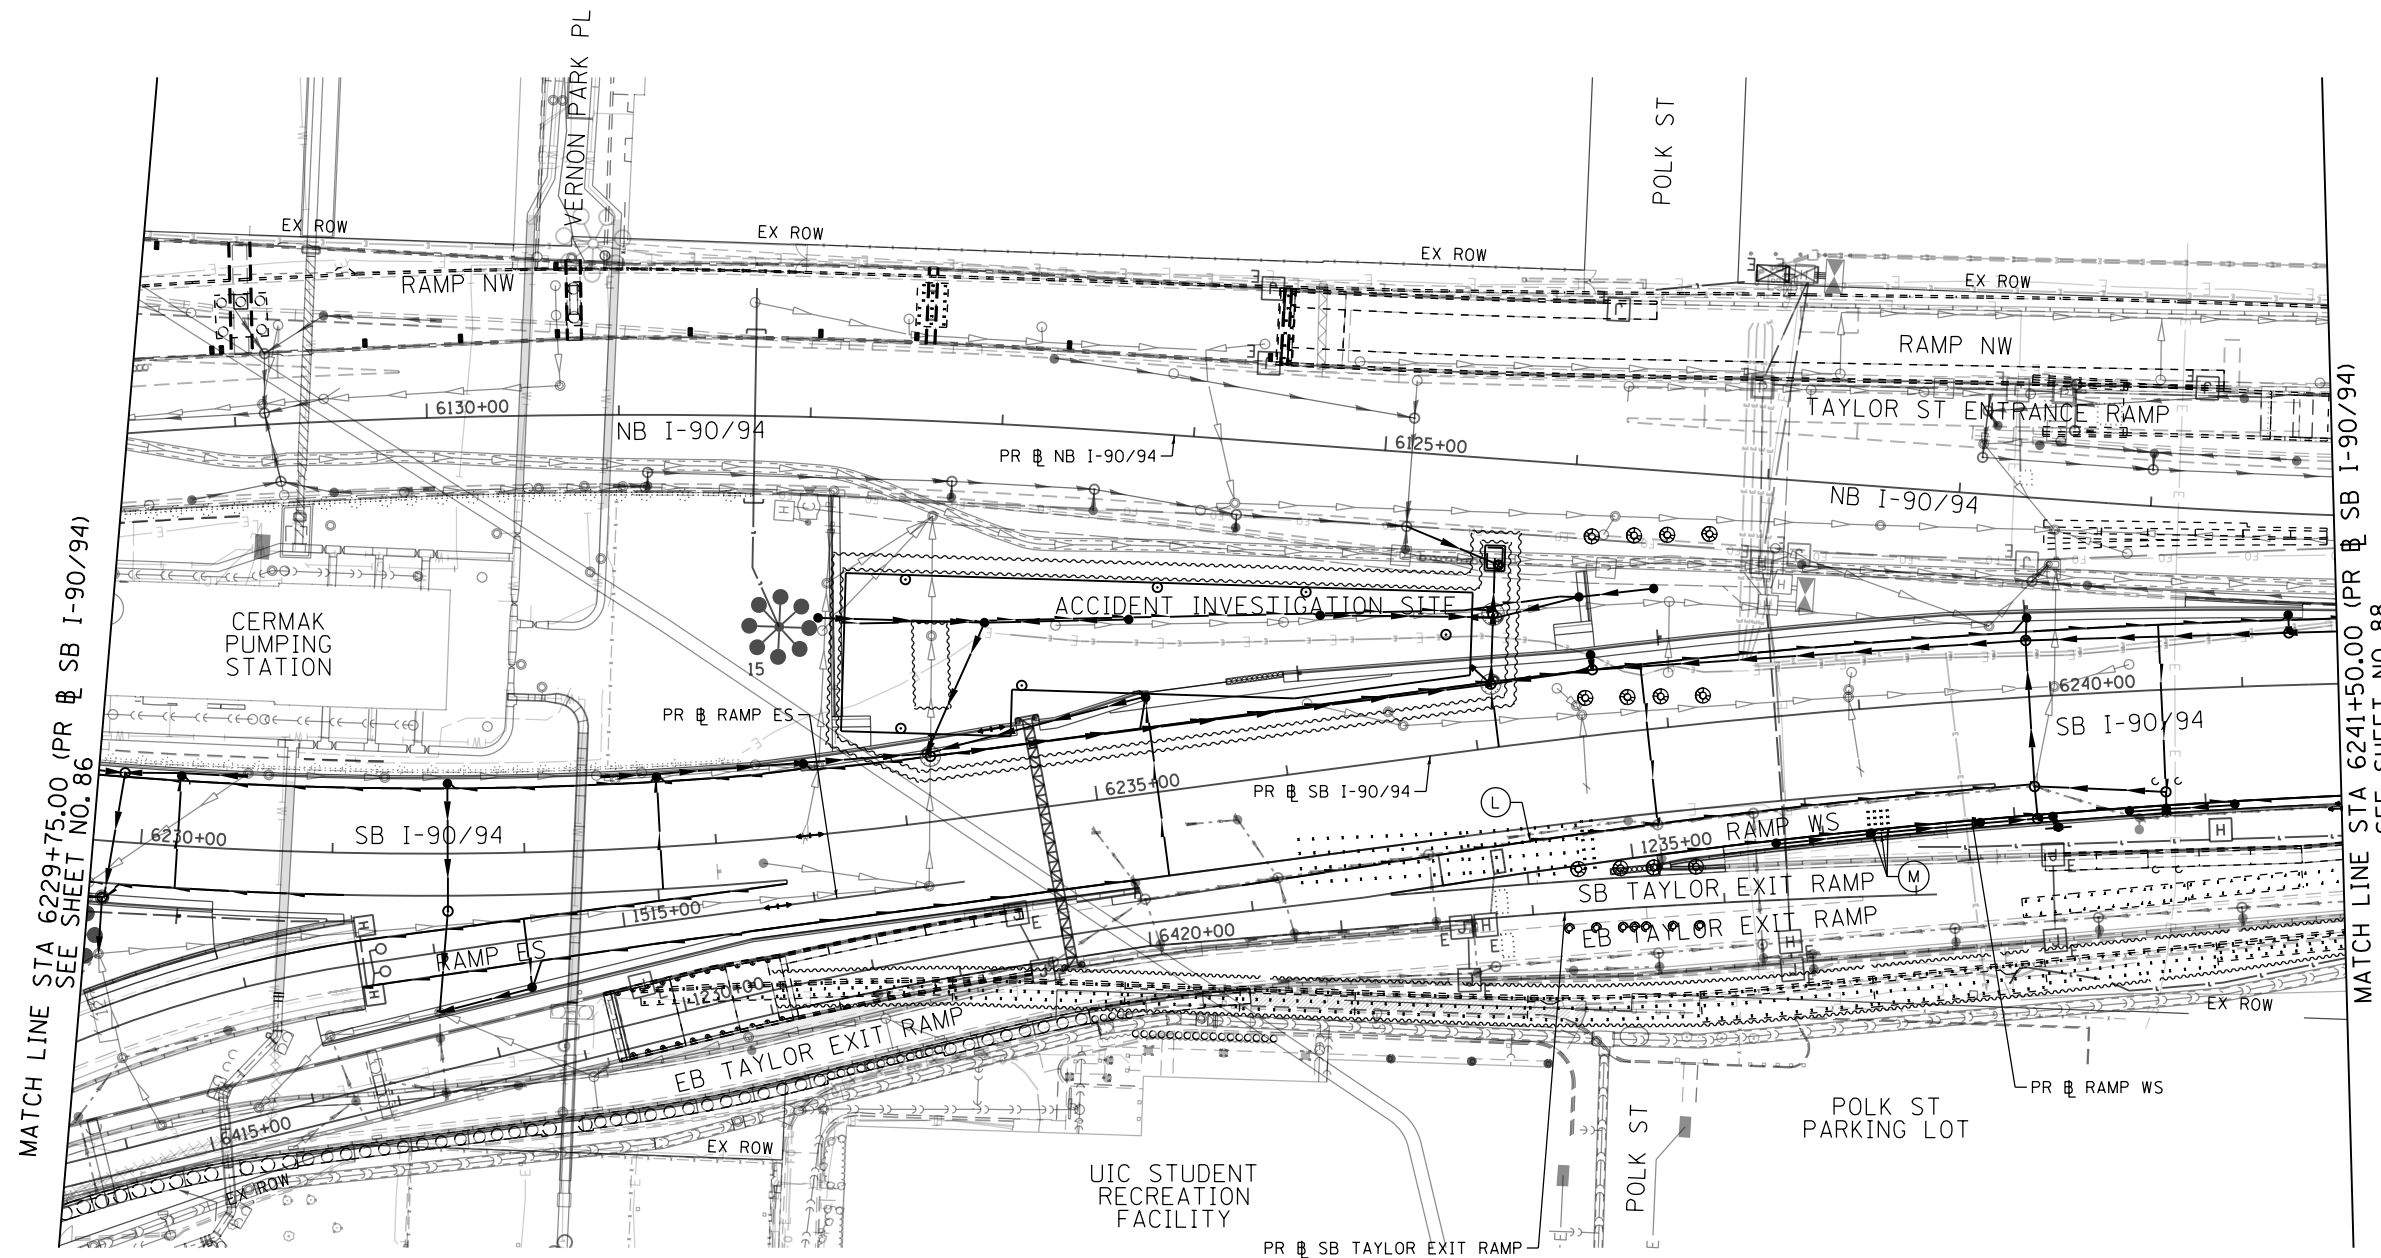 VERNON PARK PL
POLK ST
EX ROW
EX ROW
EX ROW
EX ROW
RAMP NW
RAMP NW
6130+00
NB I-90/94
TAYLOR ST ENTRANCE RAMP
PR ℄ NB I-90/94
6125+00
NB I-90/94
CERMAK
PUMPING
STATION
ACCIDENT INVESTIGATION SITE
15
PR ℄ RAMP ES
6240+00
SB I-90/94
6235+00
PR ℄ SB I-90/94
L
6230+00
SB I-90/94
1235+00
RAMP WS
H
M
SB TAYLOR EXIT RAMP
1515+00
EB TAYLOR EXIT RAMP
6420+00
RAMP ES
1230+00
EX ROW
EB TAYLOR EXIT RAMP
PR ℄ RAMP WS
6415+00
EX ROW
EX ROW
POLK ST
PARKING LOT
POLK ST
UIC STUDENT
RECREATION
FACILITY
PR ℄ SB TAYLOR EXIT RAMP
MATCH LINE STA 6229+75.00 (PR ℄ SB I-90/94)
SEE SHEET NO. 86
MATCH LINE STA 6241+50.00 (PR ℄ SB I-90/94)
SEE SHEET NO. 88